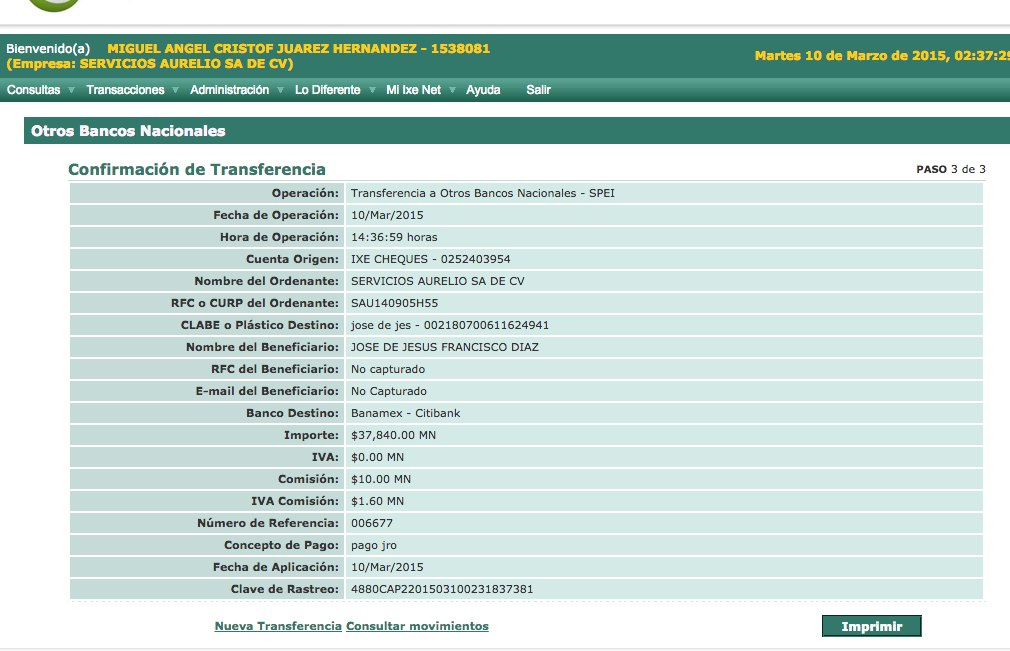 Bienvenido(a) MIGUEL ANGEL CRISTOF JUAREZ HERNANDEZ - 1538081
(Empresa: SERVICIOS AURELIO SA DE CV)
Martes 10 de Marzo de 2015, 02:37:29
Consultas Transacciones Administración Lo Diferente Mi Ixe Net Ayuda Salir
Otros Bancos Nacionales
Confirmación de Transferencia PASO 3 de 3
Operación: Transferencia a Otros Bancos Nacionales - SPEI
Fecha de Operación: 10/Mar/2015
Hora de Operación: 14:36:59 horas
Cuenta Origen: IXE CHEQUES - 0252403954
Nombre del Ordenante: SERVICIOS AURELIO SA DE CV
RFC o CURP del Ordenante: SAU140905H55
CLABE o Plástico Destino: jose de jes - 002180700611624941
Nombre del Beneficiario: JOSE DE JESUS FRANCISCO DIAZ
RFC del Beneficiario: No capturado
E-mail del Beneficiario: No Capturado
Banco Destino: Banamex - Citibank
Importe: $37,840.00 MN
IVA: $0.00 MN
Comisión: $10.00 MN
IVA Comisión: $1.60 MN
Número de Referencia: 006677
Concepto de Pago: pago jro
Fecha de Aplicación: 10/Mar/2015
Clave de Rastreo: 4880CAP2201503100231837381
Nueva Transferencia Consultar movimientos Imprimir